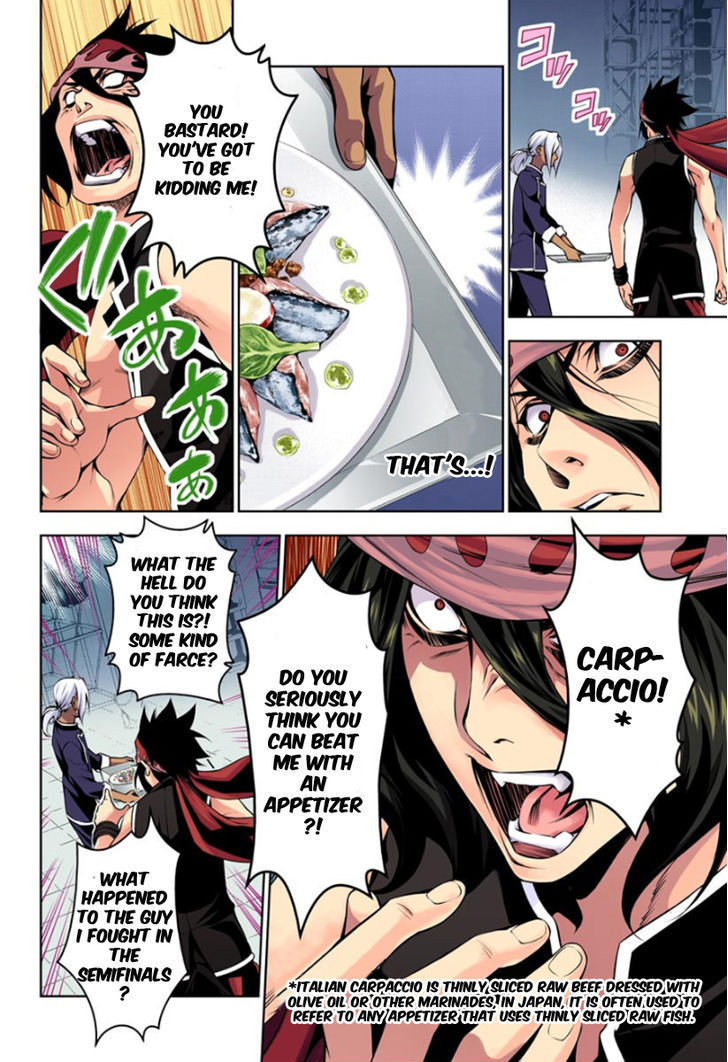 コツ
コツ
THAT'S...!
YOU
BASTARD!
YOU'VE GOT
TO BE
KIDDING ME!
ぐ
あ
あ
あ
ぁ
CARP-
ACCIO!
*
DO YOU
SERIOUSLY
THINK YOU
CAN BEAT
ME WITH
AN
APPETIZER
?!
WHAT THE
HELL DO
YOU THINK
THIS IS?!
SOME KIND
OF FARCE?
WHAT
HAPPENED
TO THE GUY
I FOUGHT IN
THE
SEMIFINALS
?
*ITALIAN CARPACCIO IS THINLY SLICED RAW BEEF DRESSED WITH
OLIVE OIL OR OTHER MARINADES, IN JAPAN, IT IS OFTEN USED TO
REFER TO ANY APPETIZER THAT USES THINLY SLICED RAW FISH.